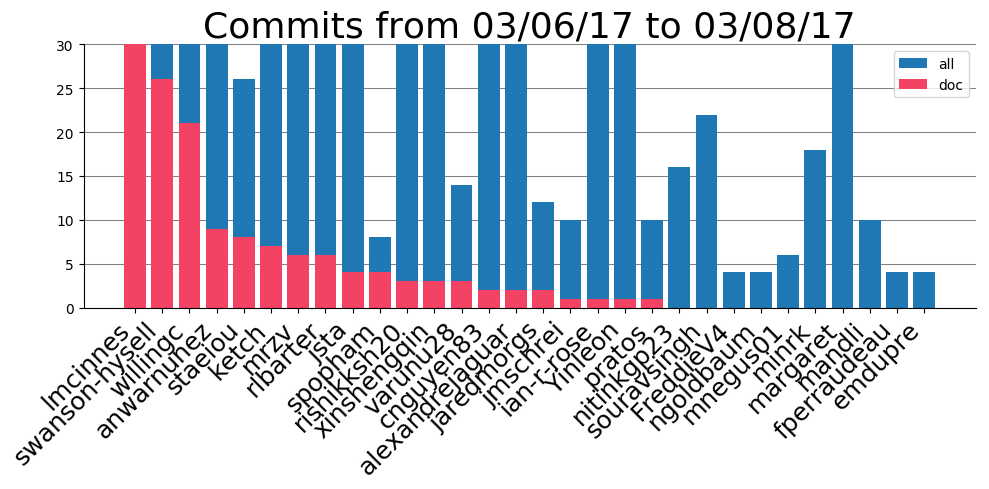 Commits from 03/06/17 to 03/08/17
30
25
20
15
10
5
0
all
doc
lmcinnes
swanson-hysell
willingc
anwarnunez
staeiou
ketch
mrzv
rlbarter
jsta
spopham
rishikksh20
xinshengqin
varunu28
cnguyen83
alexandrejaguar
jaredmorgs
jmschrei
ian-r-rose
YiYeon
pratos
nitinkgp23
souravsingh
FreddieV4
ngoldbaum
mnegus01
minrk
margaret
mandli
fperraudeau
emdupre